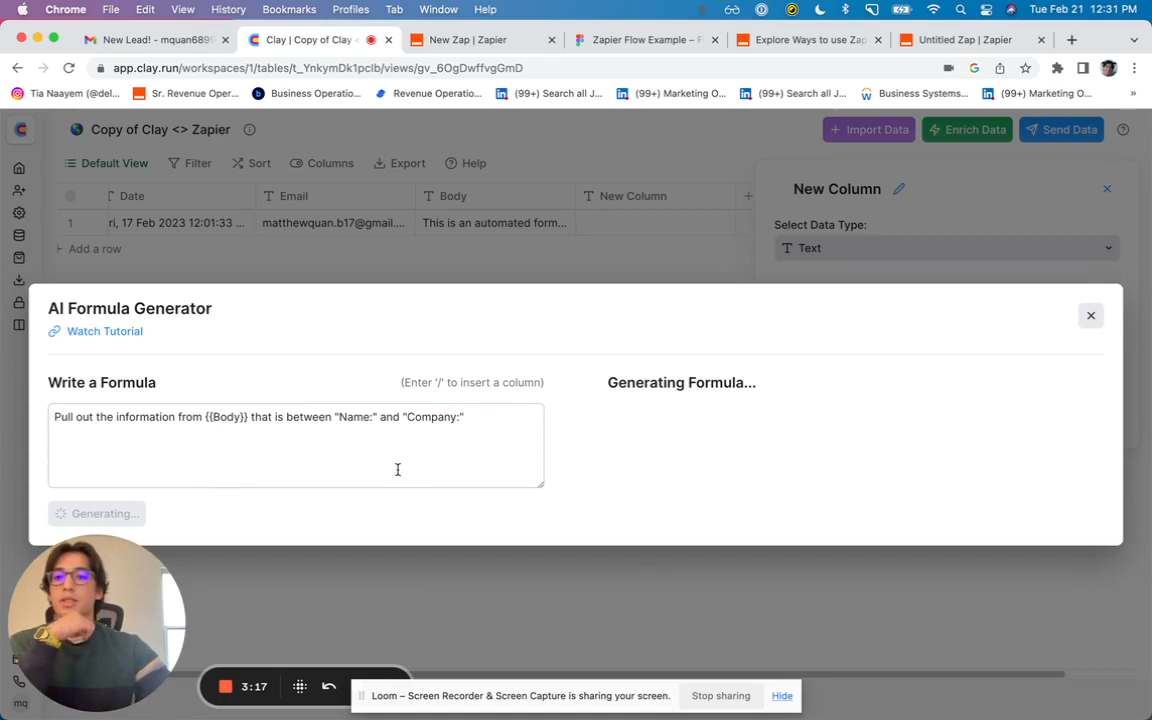 Chrome File Edit View History Bookmarks Profiles Tab Window Help Tue Feb 21 12:31 PM
New Lead! - mquan689 Clay | Copy of Clay <> New Zap | Zapier Zapier Flow Example – F Explore Ways to use Zap Untitled Zap | Zapier
app.clay.run/workspaces/1/tables/t_YnkymDk1pclb/views/gv_6OgDwffvgGmD
Tia Naayem (@del... Sr. Revenue Oper... Business Operatio... Revenue Operatio... (99+) Search all J... (99+) Marketing O... (99+) Search all J... Business Systems... (99+) Marketing O... »
Copy of Clay <> Zapier + Import Data Enrich Data Send Data
Default View Filter Sort Columns Export Help
Date Email Body New Column +
1 ri, 17 Feb 2023 12:01:33 ... matthewquan.b17@gmail.... This is an automated form...
+ Add a row
New Column
Select Data Type:
Text
AI Formula Generator
Watch Tutorial
Write a Formula (Enter '/' to insert a column)
Generating Formula...
Pull out the information from {{Body}} that is between "Name:" and "Company:"
Generating...
mq
3:17
Loom – Screen Recorder & Screen Capture is sharing your screen. Stop sharing Hide